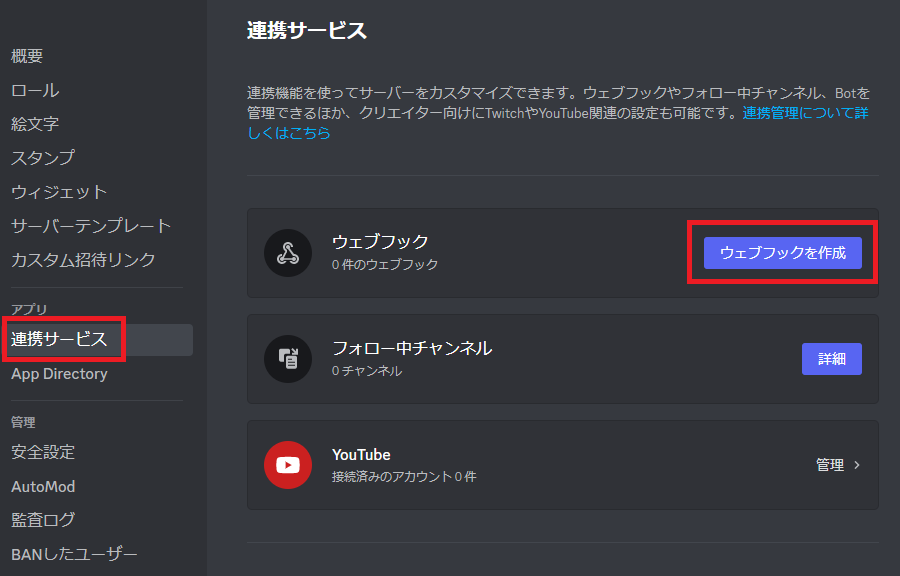 概要
ロール
絵文字
スタンプ
ウィジェット
サーバーテンプレート
カスタム招待リンク
アプリ
連携サービス
App Directory
管理
安全設定
AutoMod
監査ログ
BANしたユーザー
連携サービス
連携機能を使ってサーバーをカスタマイズできます。ウェブフックやフォロー中チャンネル、Botを
管理できるほか、クリエイター向けにTwitchやYouTube関連の設定も可能です。連携管理について詳
しくはこちら
ウェブフック
0 件のウェブフック
ウェブフックを作成
フォロー中チャンネル
0 チャンネル
詳細
YouTube
接続済みのアカウント 0 件
管理